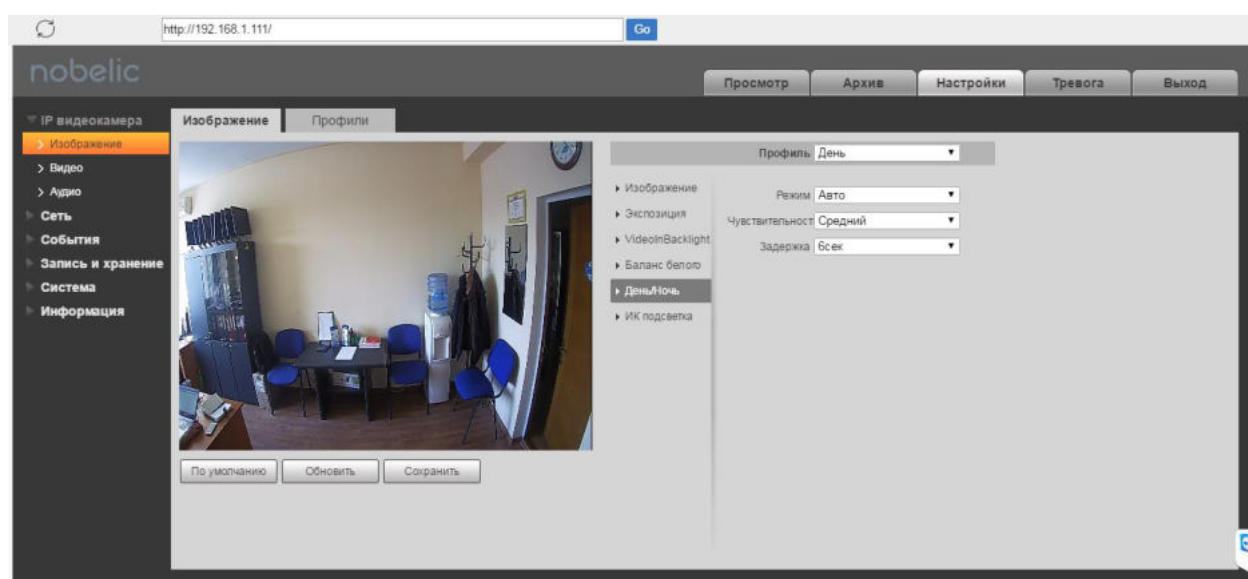 http://192.168.1.111/ Go
nobelic
Просмотр Архив Настройки Тревога Выход
IP видеокамера
Изображение
Видео
Аудио
Сеть
События
Запись и хранение
Система
Информация
Изображение Профили
По умолчанию Обновить Сохранить
Изображение
Экспозиция
VideoInBacklight
Баланс белого
День/Ночь
ИК подсветка
Профиль День
Режим Авто
Чувствительност Средний
Задержка 6сек